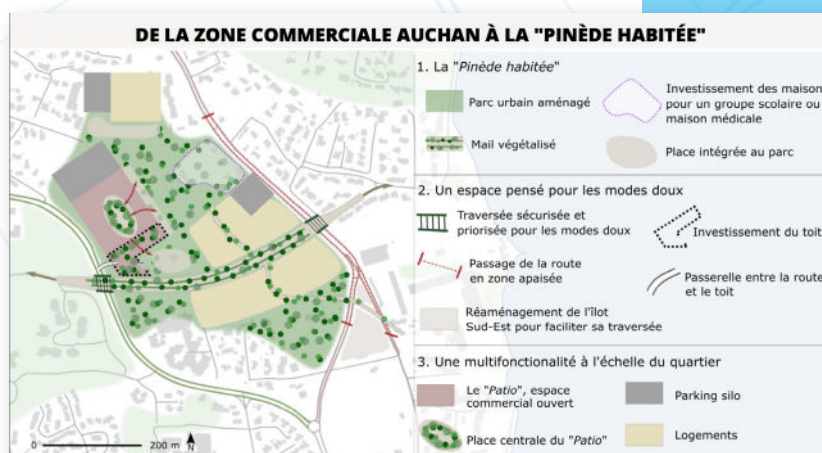 DE LA ZONE COMMERCIALE AUCHAN À LA "PINÈDE HABITÉE"
1. La "Pinède habitée"
Parc urbain aménagé
Investissement des maison
pour un groupe scolaire ou
maison médicale
Mail végétalisé
Place intégrée au parc
2. Un espace pensé pour les modes doux
Traversée sécurisée et
priorisée pour les modes doux
Investissement du toit
Passage de la route
en zone apaisée
Passerelle entre la route
et le toit
Réaménagement de l'îlot
Sud-Est pour faciliter sa traversée
3. Une multifonctionalité à l'échelle du quartier
Le "Patio", espace
commercial ouvert
Parking silo
Place centrale du "Patio"
Logements
0 200 m N